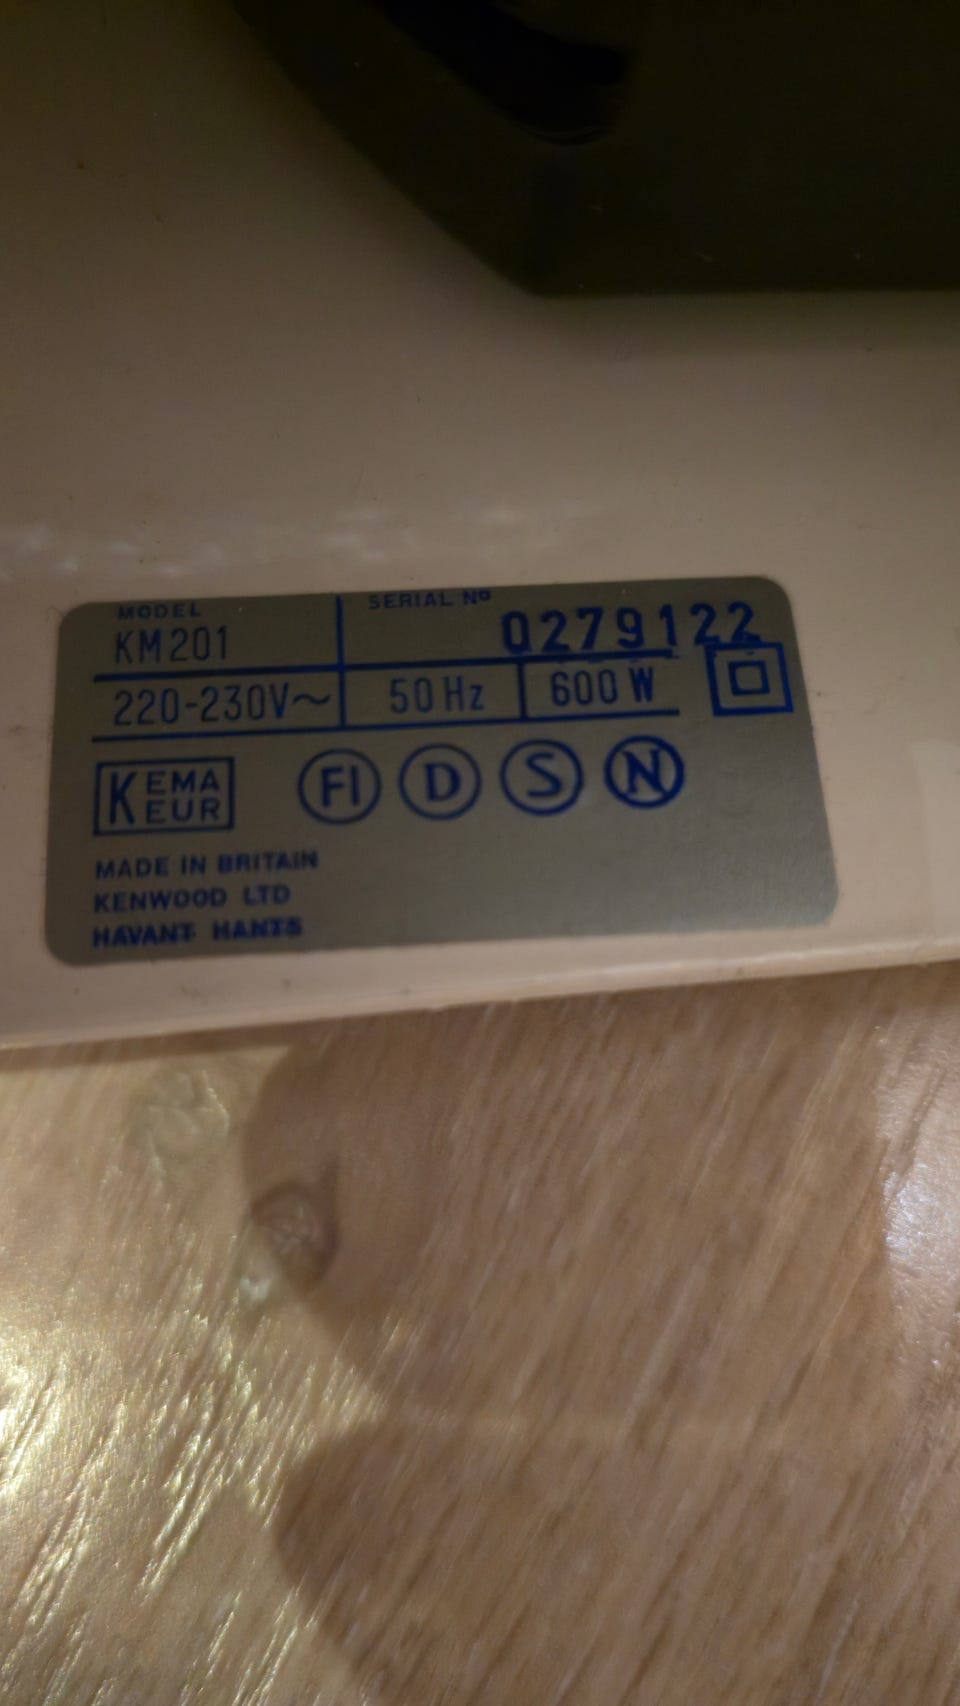 MODEL SERIAL Nº
KM201 0279122
220-230V~ 50 Hz 600 W
KEMA EUR FI D S N
MADE IN BRITAIN
KENWOOD LTD
HAVANT HANTS